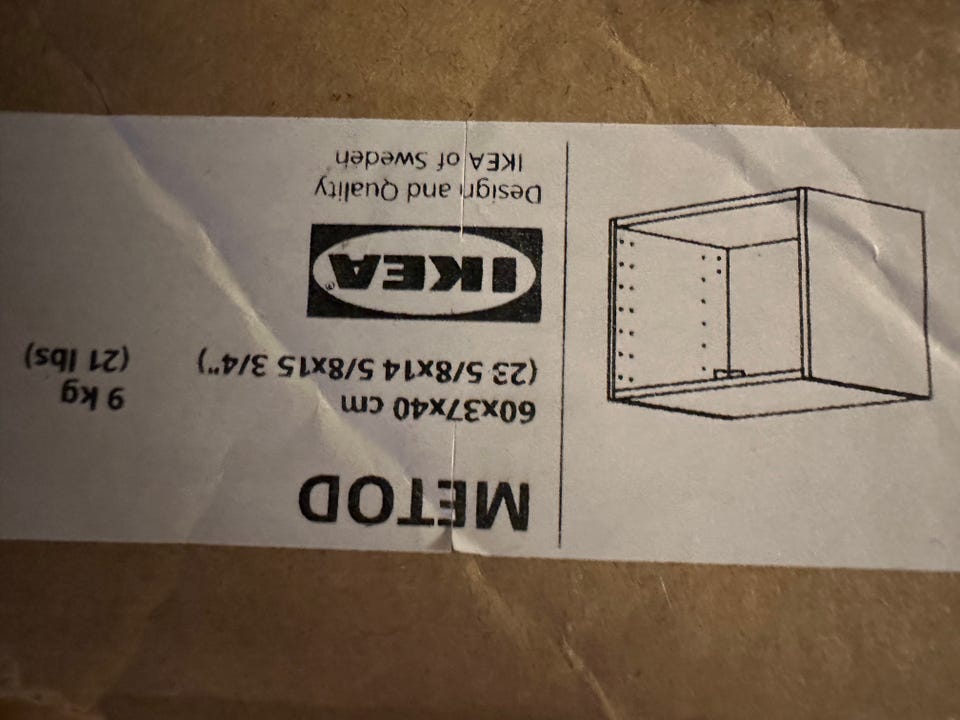 METOD
60x37x40 cm
(23 5/8x14 5/8x15 3/4")
9 kg
(21 lbs)
IKEA®
Design and Quality
IKEA of Sweden